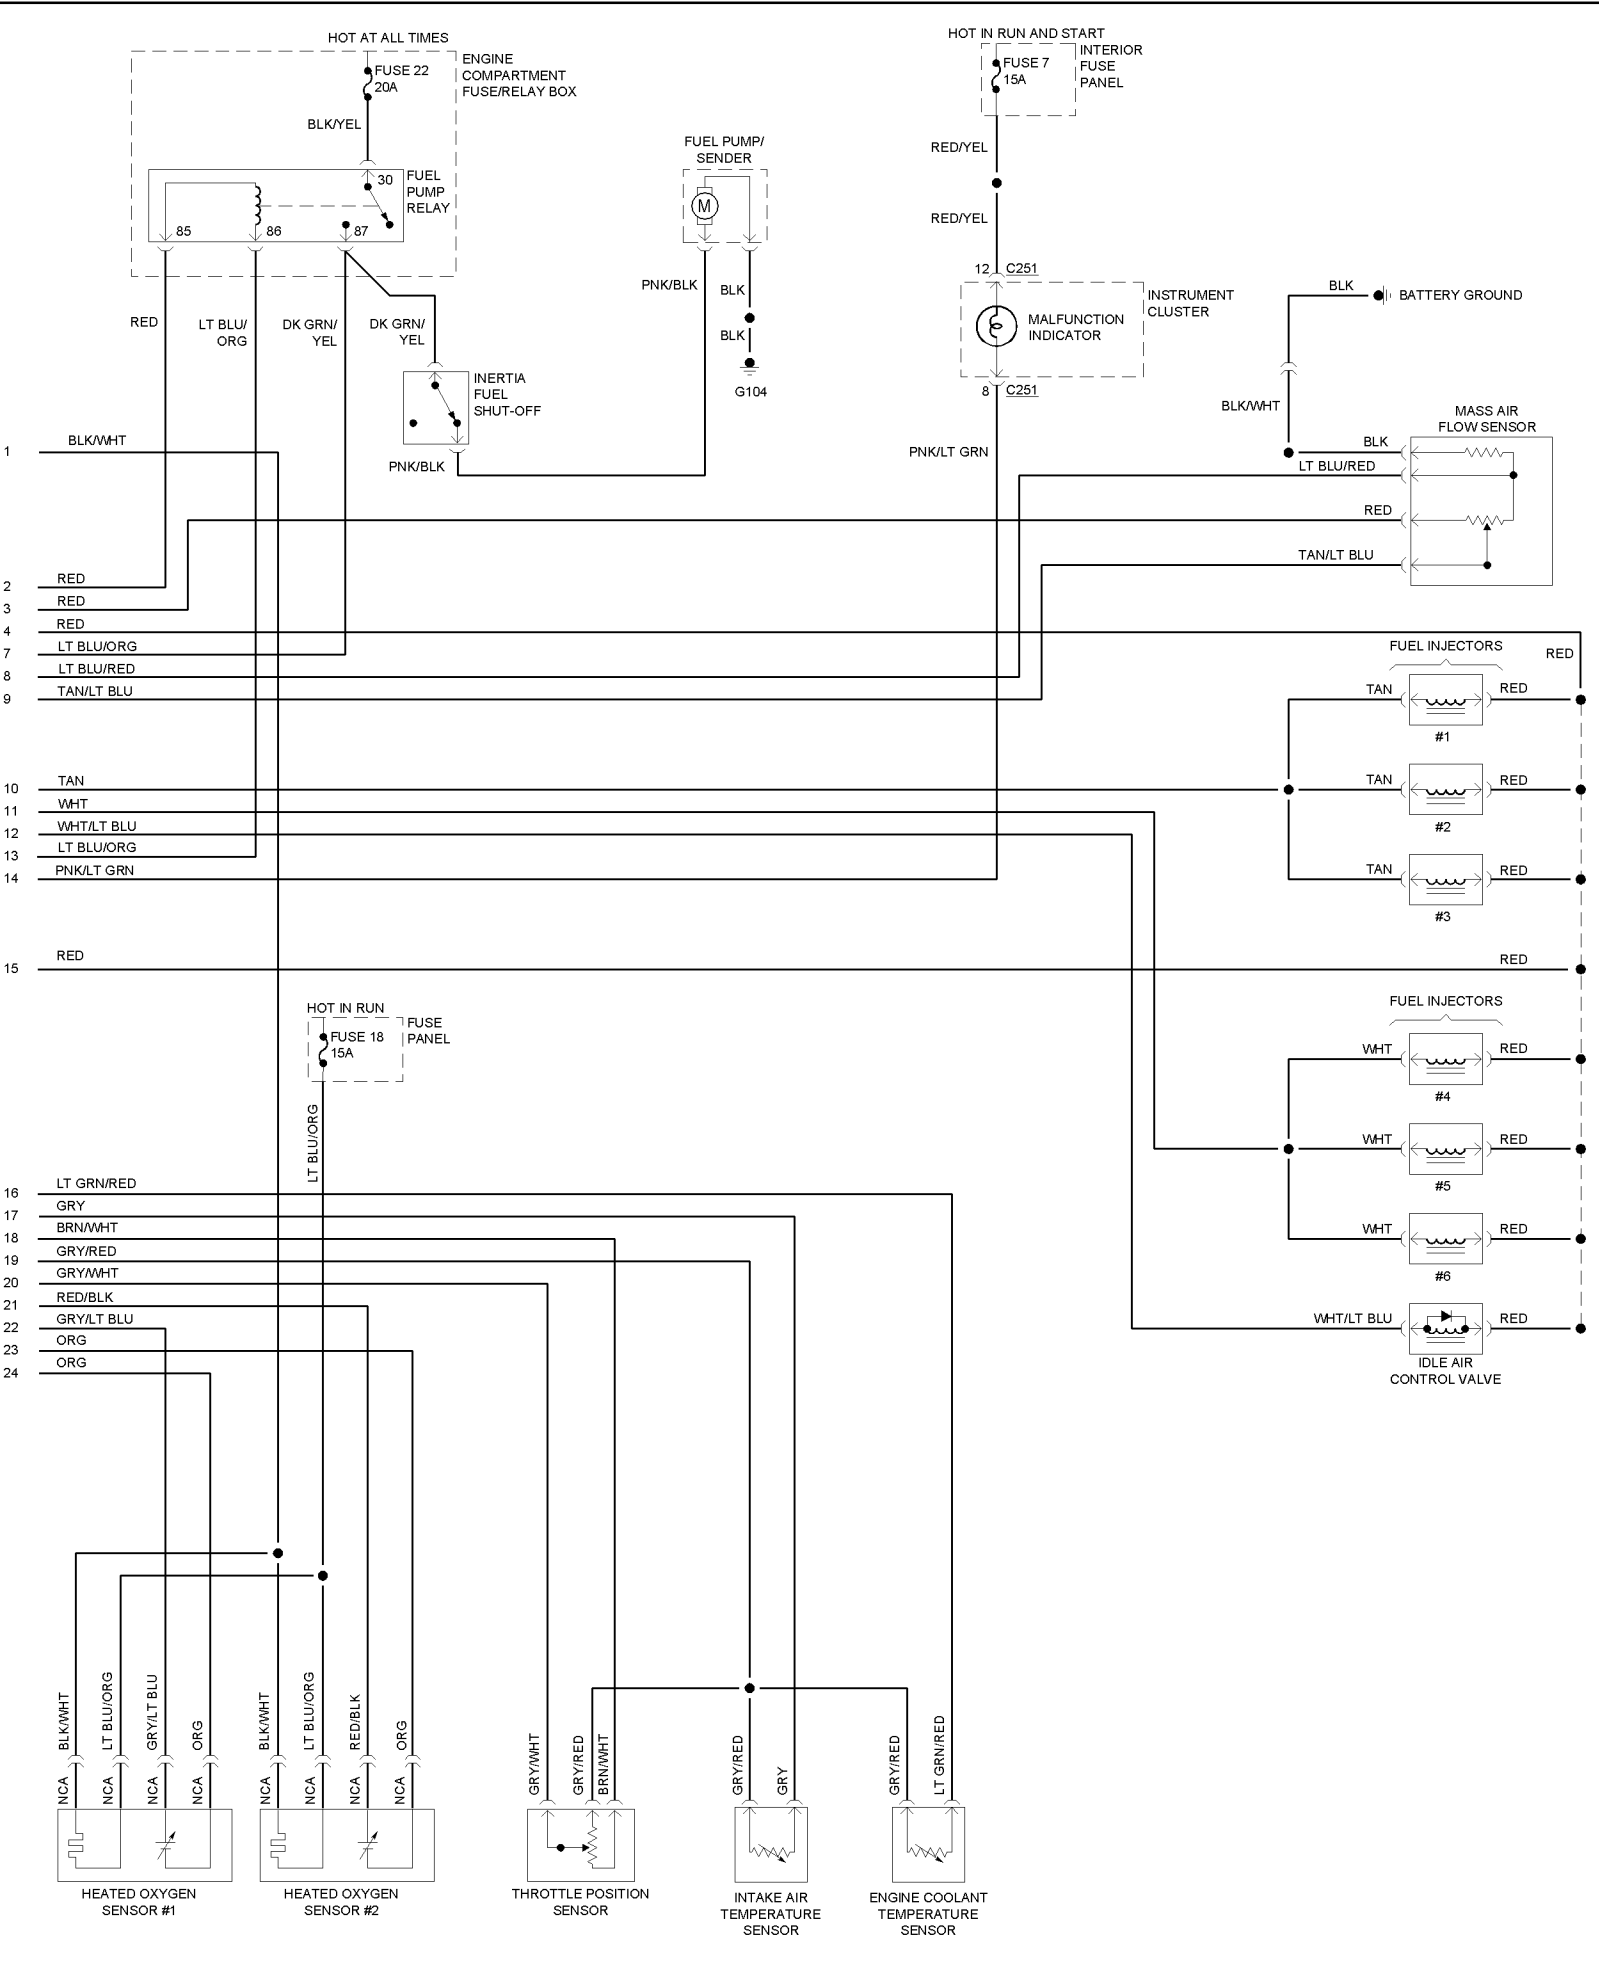 HOT AT ALL TIMES
ENGINE
COMPARTMENT
FUSE/RELAY BOX
FUSE 22
20A
BLK/YEL
30
FUEL
PUMP
RELAY
85
86
87
RED
LT BLU/
ORG
DK GRN/
YEL
DK GRN/
YEL
INERTIA
FUEL
SHUT-OFF
PNK/BLK
FUEL PUMP/
SENDER
M
PNK/BLK
BLK
BLK
G104
HOT IN RUN AND START
INTERIOR
FUSE
PANEL
FUSE 7
15A
RED/YEL
RED/YEL
12 C251
INSTRUMENT
CLUSTER
MALFUNCTION
INDICATOR
8 C251
PNK/LT GRN
BLK
BATTERY GROUND
BLK/WHT
MASS AIR
FLOW SENSOR
BLK
LT BLU/RED
RED
TAN/LT BLU
1 BLK/WHT
2 RED
3 RED
4 RED
7 LT BLU/ORG
8 LT BLU/RED
9 TAN/LT BLU
10 TAN
11 WHT
12 WHT/LT BLU
13 LT BLU/ORG
14 PNK/LT GRN
15 RED
RED
FUEL INJECTORS
RED
TAN RED
#1
TAN RED
#2
TAN RED
#3
FUEL INJECTORS
WHT RED
#4
WHT RED
#5
WHT RED
#6
WHT/LT BLU RED
IDLE AIR
CONTROL VALVE
HOT IN RUN
FUSE
PANEL
FUSE 18
15A
LT BLU/ORG
16 LT GRN/RED
17 GRY
18 BRN/WHT
19 GRY/RED
20 GRY/WHT
21 RED/BLK
22 GRY/LT BLU
23 ORG
24 ORG
BLK/WHT
LT BLU/ORG
GRY/LT BLU
ORG
BLK/WHT
LT BLU/ORG
RED/BLK
ORG
NCA
NCA
NCA
NCA
NCA
NCA
NCA
NCA
GRY/WHT
GRY/RED
BRN/WHT
GRY/RED
GRY
GRY/RED
LT GRN/RED
HEATED OXYGEN
SENSOR #1
HEATED OXYGEN
SENSOR #2
THROTTLE POSITION
SENSOR
INTAKE AIR
TEMPERATURE
SENSOR
ENGINE COOLANT
TEMPERATURE
SENSOR